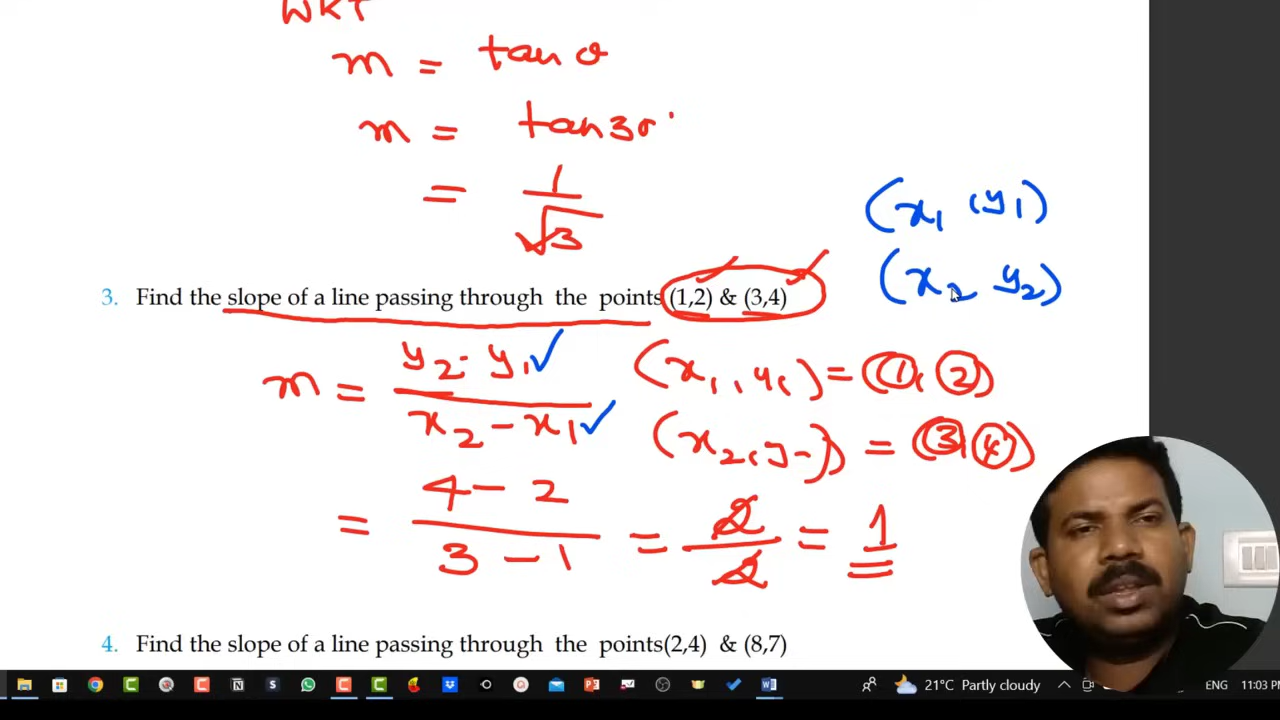 WKT
m = tan θ
m = tan 30°
= 1/√3
(x₁, y₁)
(x₂ y₂)
3. Find the slope of a line passing through the points (1,2) & (3,4)
m = y₂ - y₁ / x₂ - x₁
(x₁, y₁) = (1, 2)
(x₂, y₂) = (3, 4)
= 4 - 2 / 3 - 1 = 2/2 = 1
4. Find the slope of a line passing through the points(2,4) & (8,7)
21°C Partly cloudy ENG 11:03 PM